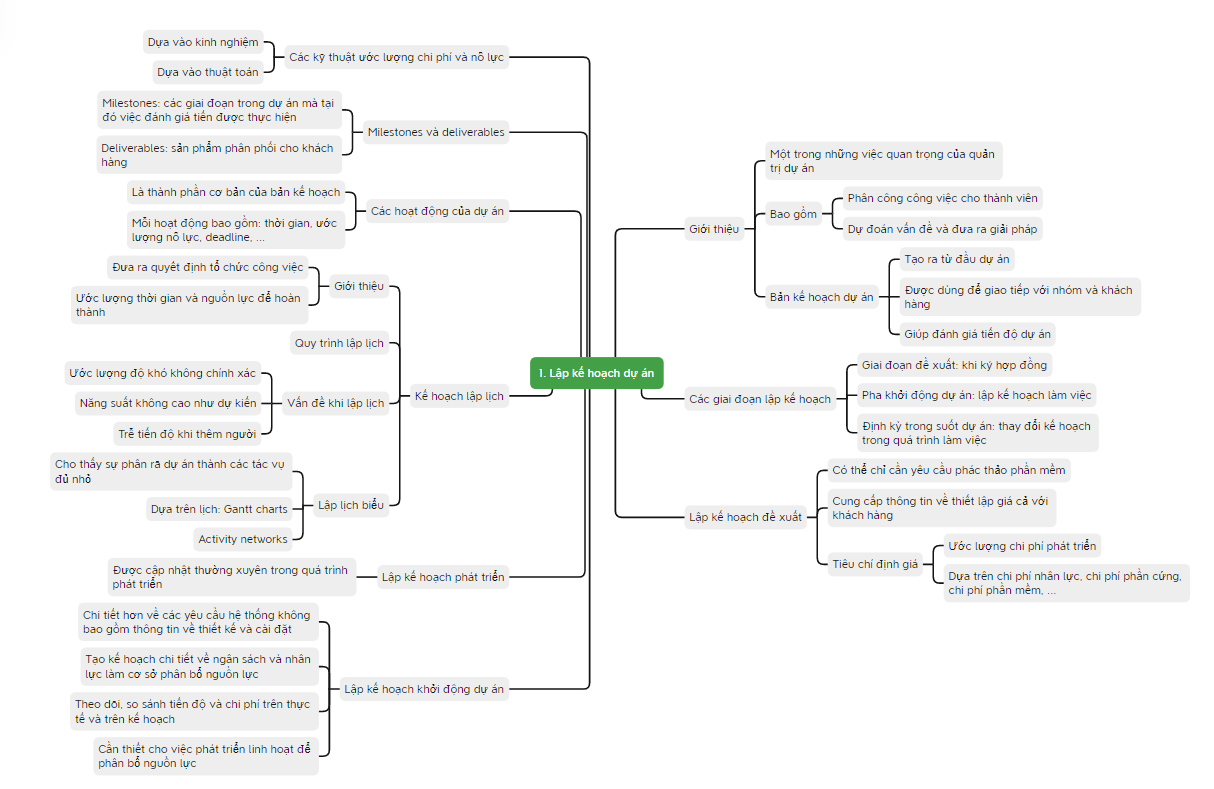 1. Lập kế hoạch dự án
Giới thiệu
Một trong những việc quan trọng của quản
trị dự án
Bao gồm
Phân công công việc cho thành viên
Dự đoán vấn đề và đưa ra giải pháp
Bản kế hoạch dự án
Tạo ra từ đầu dự án
Được dùng để giao tiếp với nhóm và khách
hàng
Giúp đánh giá tiến độ dự án
Các giai đoạn lập kế hoạch
Giai đoạn đề xuất: khi ký hợp đồng
Pha khởi động dự án: lập kế hoạch làm việc
Định kỳ trong suốt dự án: thay đổi kế hoạch
trong quá trình làm việc
Lập kế hoạch đề xuất
Có thể chỉ cần yêu cầu phác thảo phần mềm
Cung cấp thông tin về thiết lập giá cả với
khách hàng
Tiêu chí định giá
Ước lượng chi phí phát triển
Dựa trên chi phí nhân lực, chi phí phần cứng,
chi phí phần mềm, ...
Các kỹ thuật ước lượng chi phí và nỗ lực
Dựa vào kinh nghiệm
Dựa vào thuật toán
Milestones và deliverables
Milestones: các giai đoạn trong dự án mà tại
đó việc đánh giá tiến được thực hiện
Deliverables: sản phẩm phân phối cho khách
hàng
Các hoạt động của dự án
Là thành phần cơ bản của bản kế hoạch
Mỗi hoạt động bao gồm: thời gian, ước
lượng nỗ lực, deadline, ...
Kế hoạch lập lịch
Giới thiệu
Đưa ra quyết định tổ chức công việc
Ước lượng thời gian và nguồn lực để hoàn
thành
Quy trình lập lịch
Vấn đề khi lập lịch
Ước lượng độ khó không chính xác
Năng suất không cao như dự kiến
Trễ tiến độ khi thêm người
Lập lịch biểu
Cho thấy sự phân rã dự án thành các tác vụ
đủ nhỏ
Dựa trên lịch: Gantt charts
Activity networks
Lập kế hoạch phát triển
Được cập nhật thường xuyên trong quá trình
phát triển
Lập kế hoạch khởi động dự án
Chi tiết hơn về các yêu cầu hệ thống không
bao gồm thông tin về thiết kế và cài đặt
Tạo kế hoạch chi tiết về ngân sách và nhân
lực làm cơ sở phân bổ nguồn lực
Theo dõi, so sánh tiến độ và chi phí trên thực
tế và trên kế hoạch
Cần thiết cho việc phát triển linh hoạt để
phân bổ nguồn lực